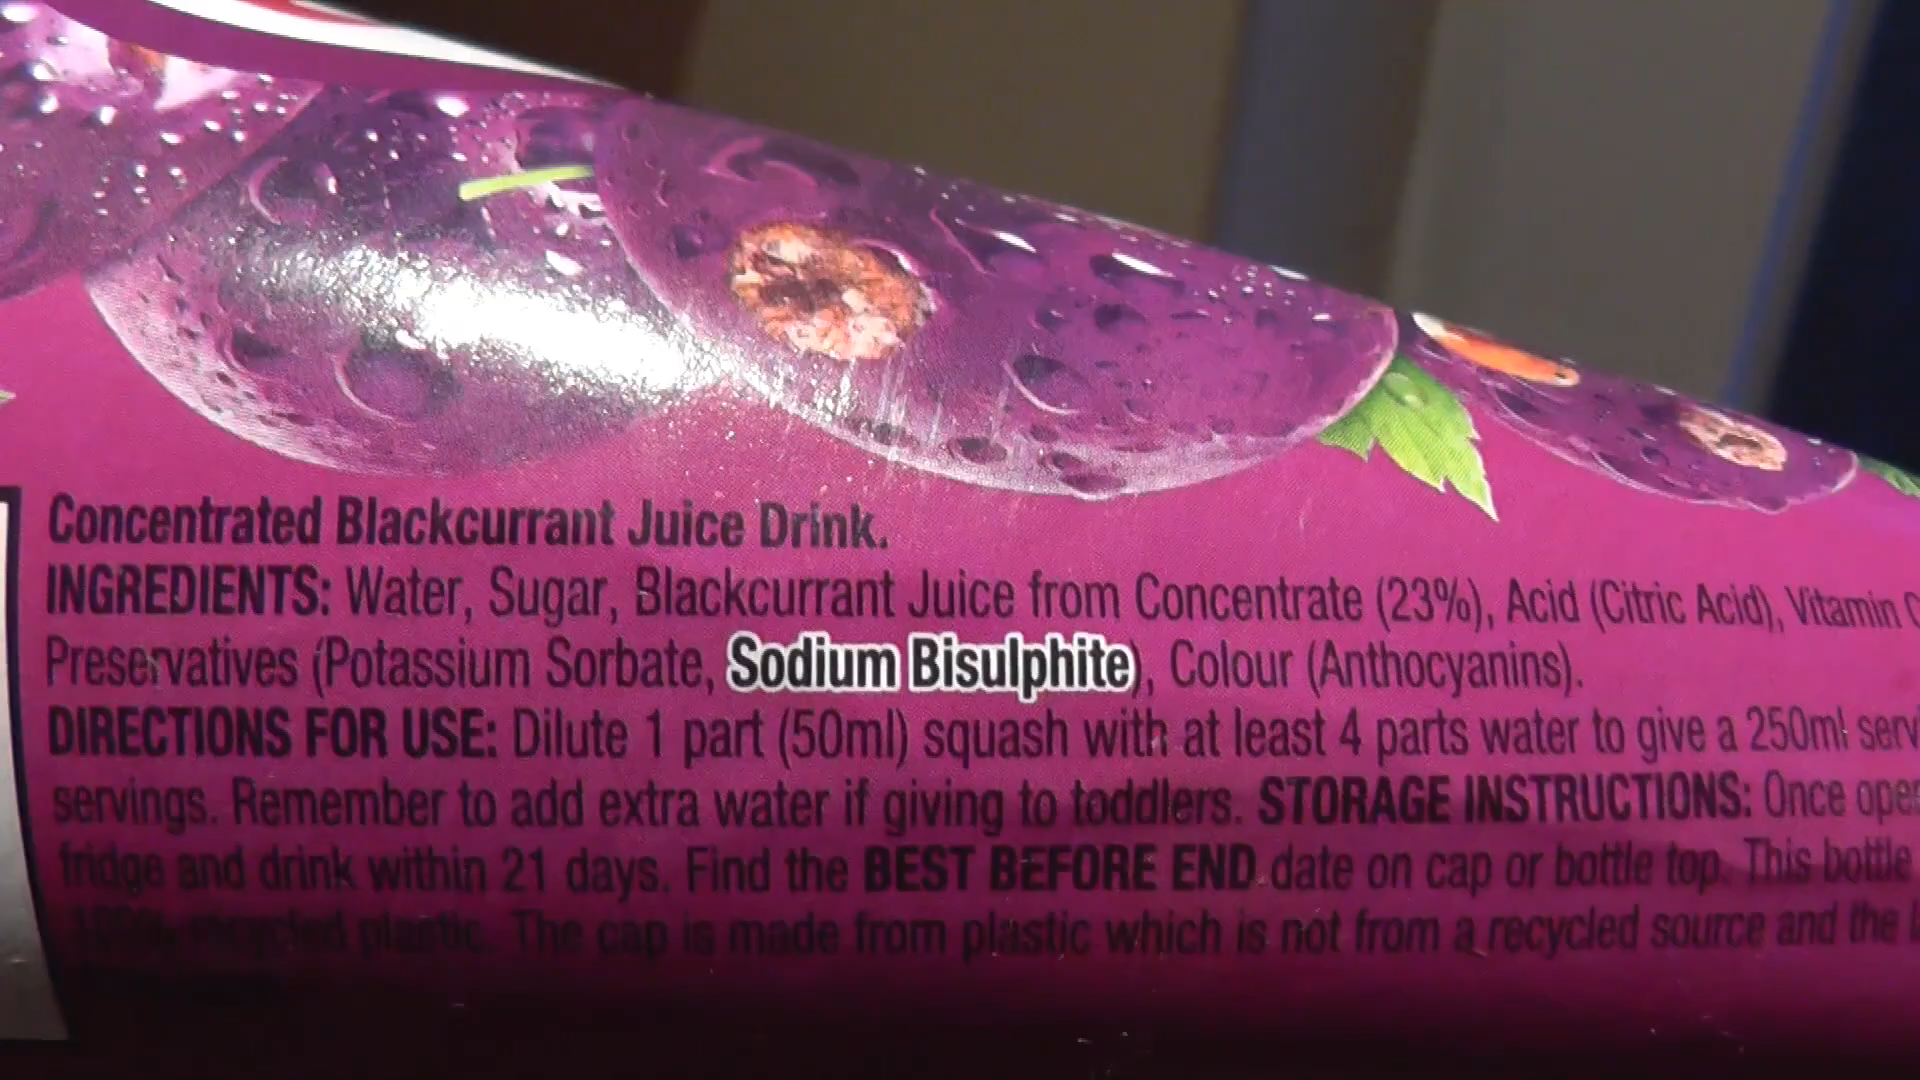 Concentrated Blackcurrant Juice Drink.
INGREDIENTS: Water, Sugar, Blackcurrant Juice from Concentrate (23%), Acid (Citric Acid), Vitamin C
Preservatives (Potassium Sorbate, Sodium Bisulphite), Colour (Anthocyanins).
DIRECTIONS FOR USE: Dilute 1 part (50ml) squash with at least 4 parts water to give a 250ml
servings. Remember to add extra water if giving to toddlers. STORAGE INSTRUCTIONS: Once
fridge and drink within 21 days. Find the BEST BEFORE END date on cap or bottle top. This bottle
100% recycled plastic. The cap is made from plastic which is not from a recycled source and the